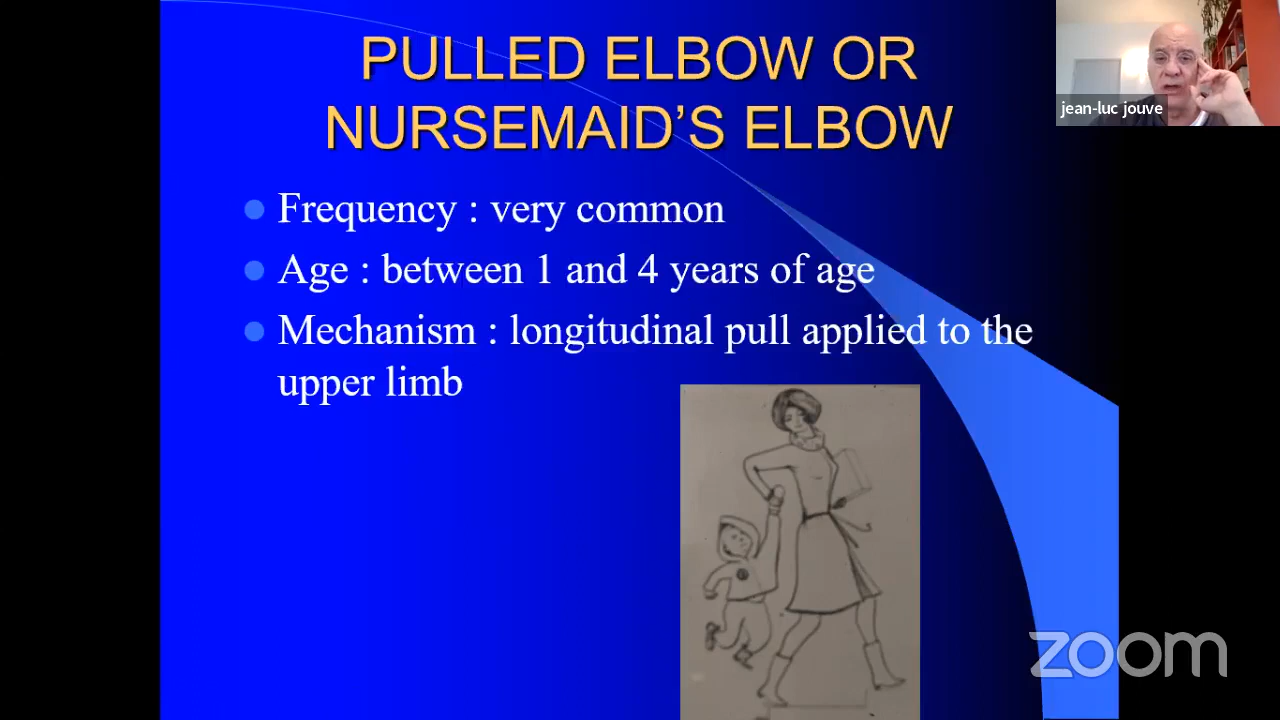 PULLED ELBOW OR
NURSEMAID’S ELBOW
jean-luc jouve
Frequency : very common
Age : between 1 and 4 years of age
Mechanism : longitudinal pull applied to the
upper limb
zoom